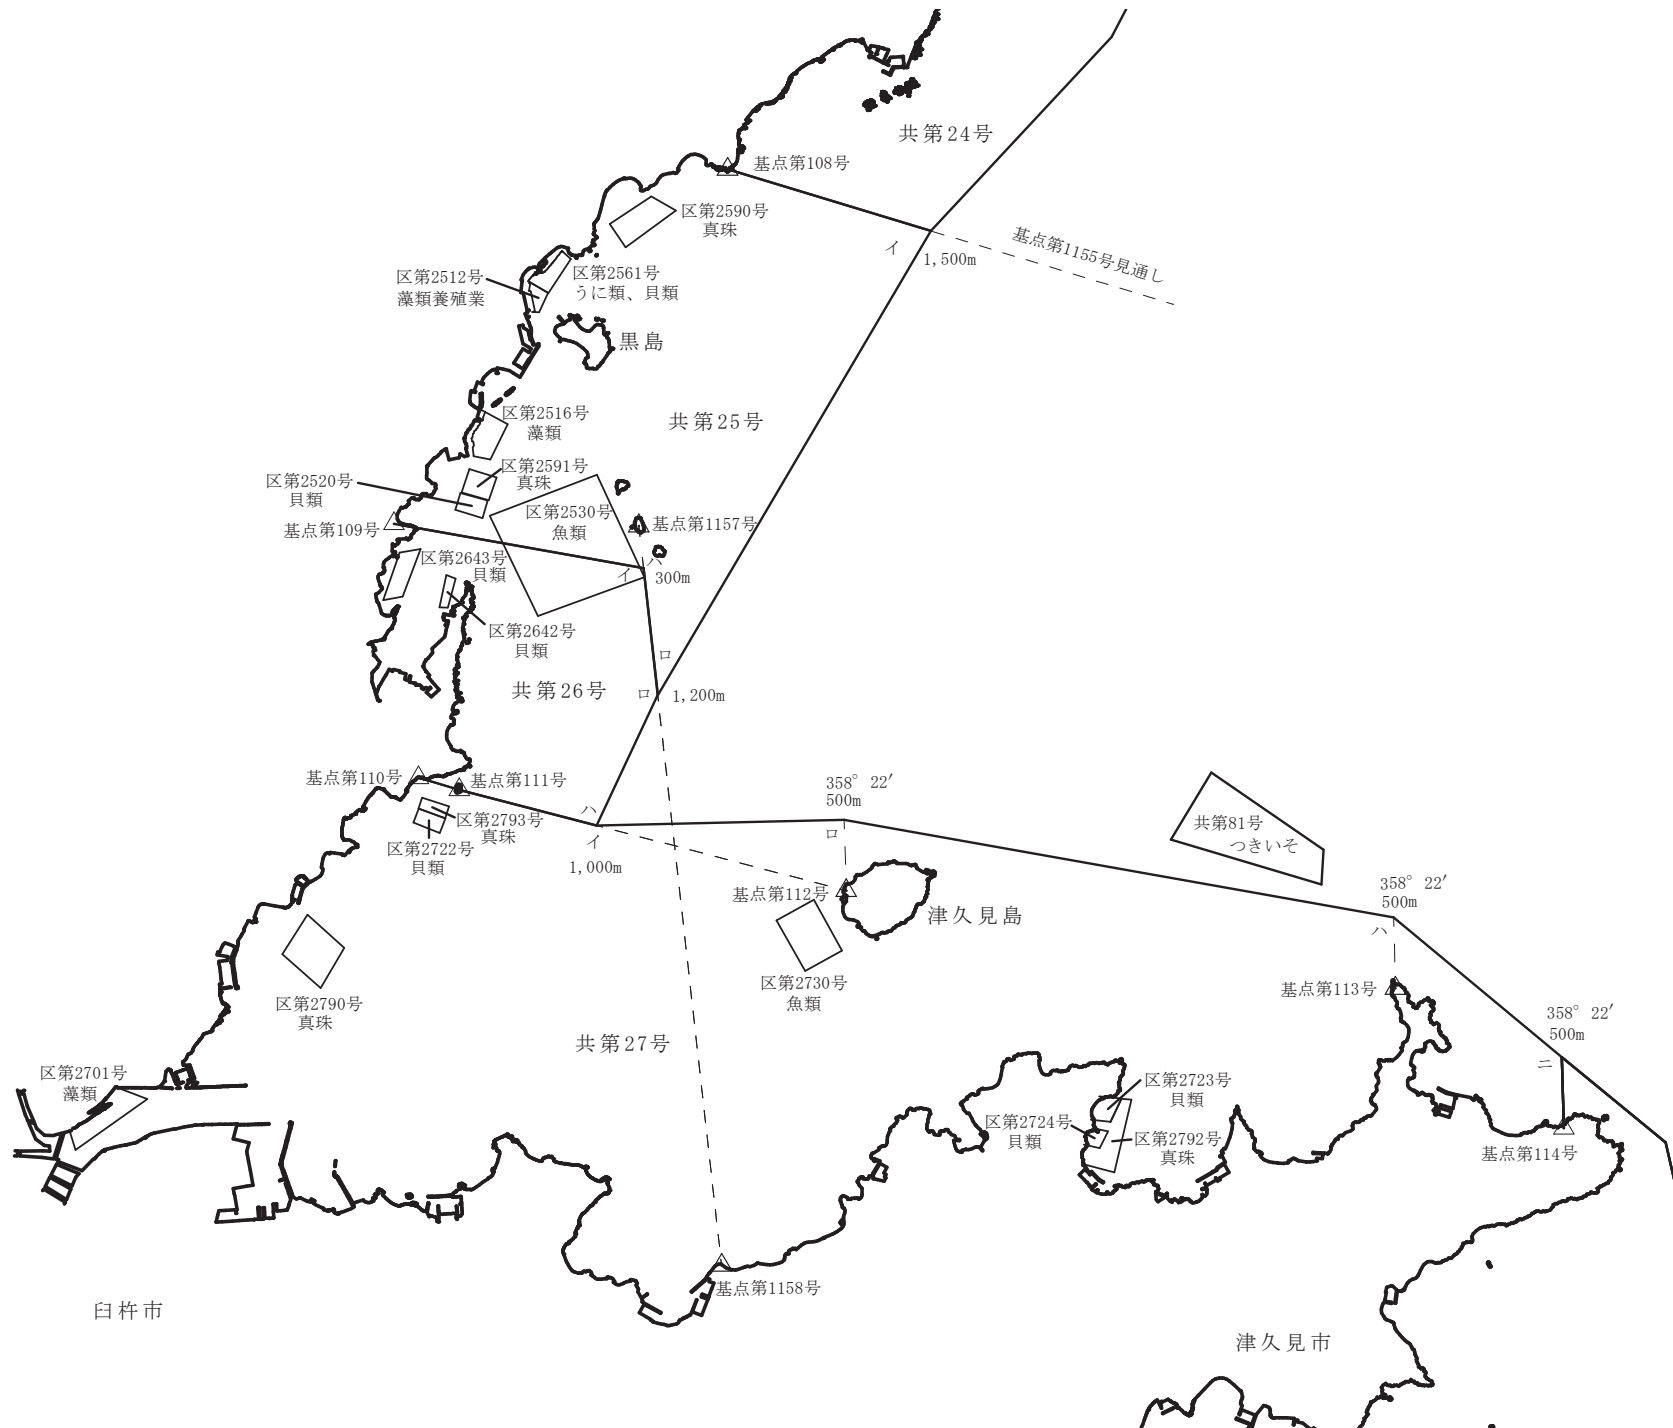 共第24号
基点第108号
区第2590号
真珠
イ
1,500m
基点第1155号見通し
区第2512号
藻類養殖業
区第2561号
うに類、貝類
黒島
区第2516号
藻類
共第25号
区第2591号
真珠
区第2520号
貝類
区第2530号
魚類
基点第1157号
基点第109号
区第2643号
貝類
ハ
イ
300m
区第2642号
貝類
ロ
共第26号
ロ
1,200m
基点第110号
基点第111号
358°22′
500m
ハ
ロ
区第2793号
真珠
イ
共第81号
つきいそ
区第2722号
貝類
1,000m
358°22′
500m
基点第112号
津久見島
ハ
区第2730号
魚類
基点第113号
区第2790号
真珠
358°22′
500m
共第27号
ニ
区第2701号
藻類
区第2723号
貝類
区第2724号
貝類
区第2792号
真珠
基点第114号
基点第1158号
臼杵市
津久見市